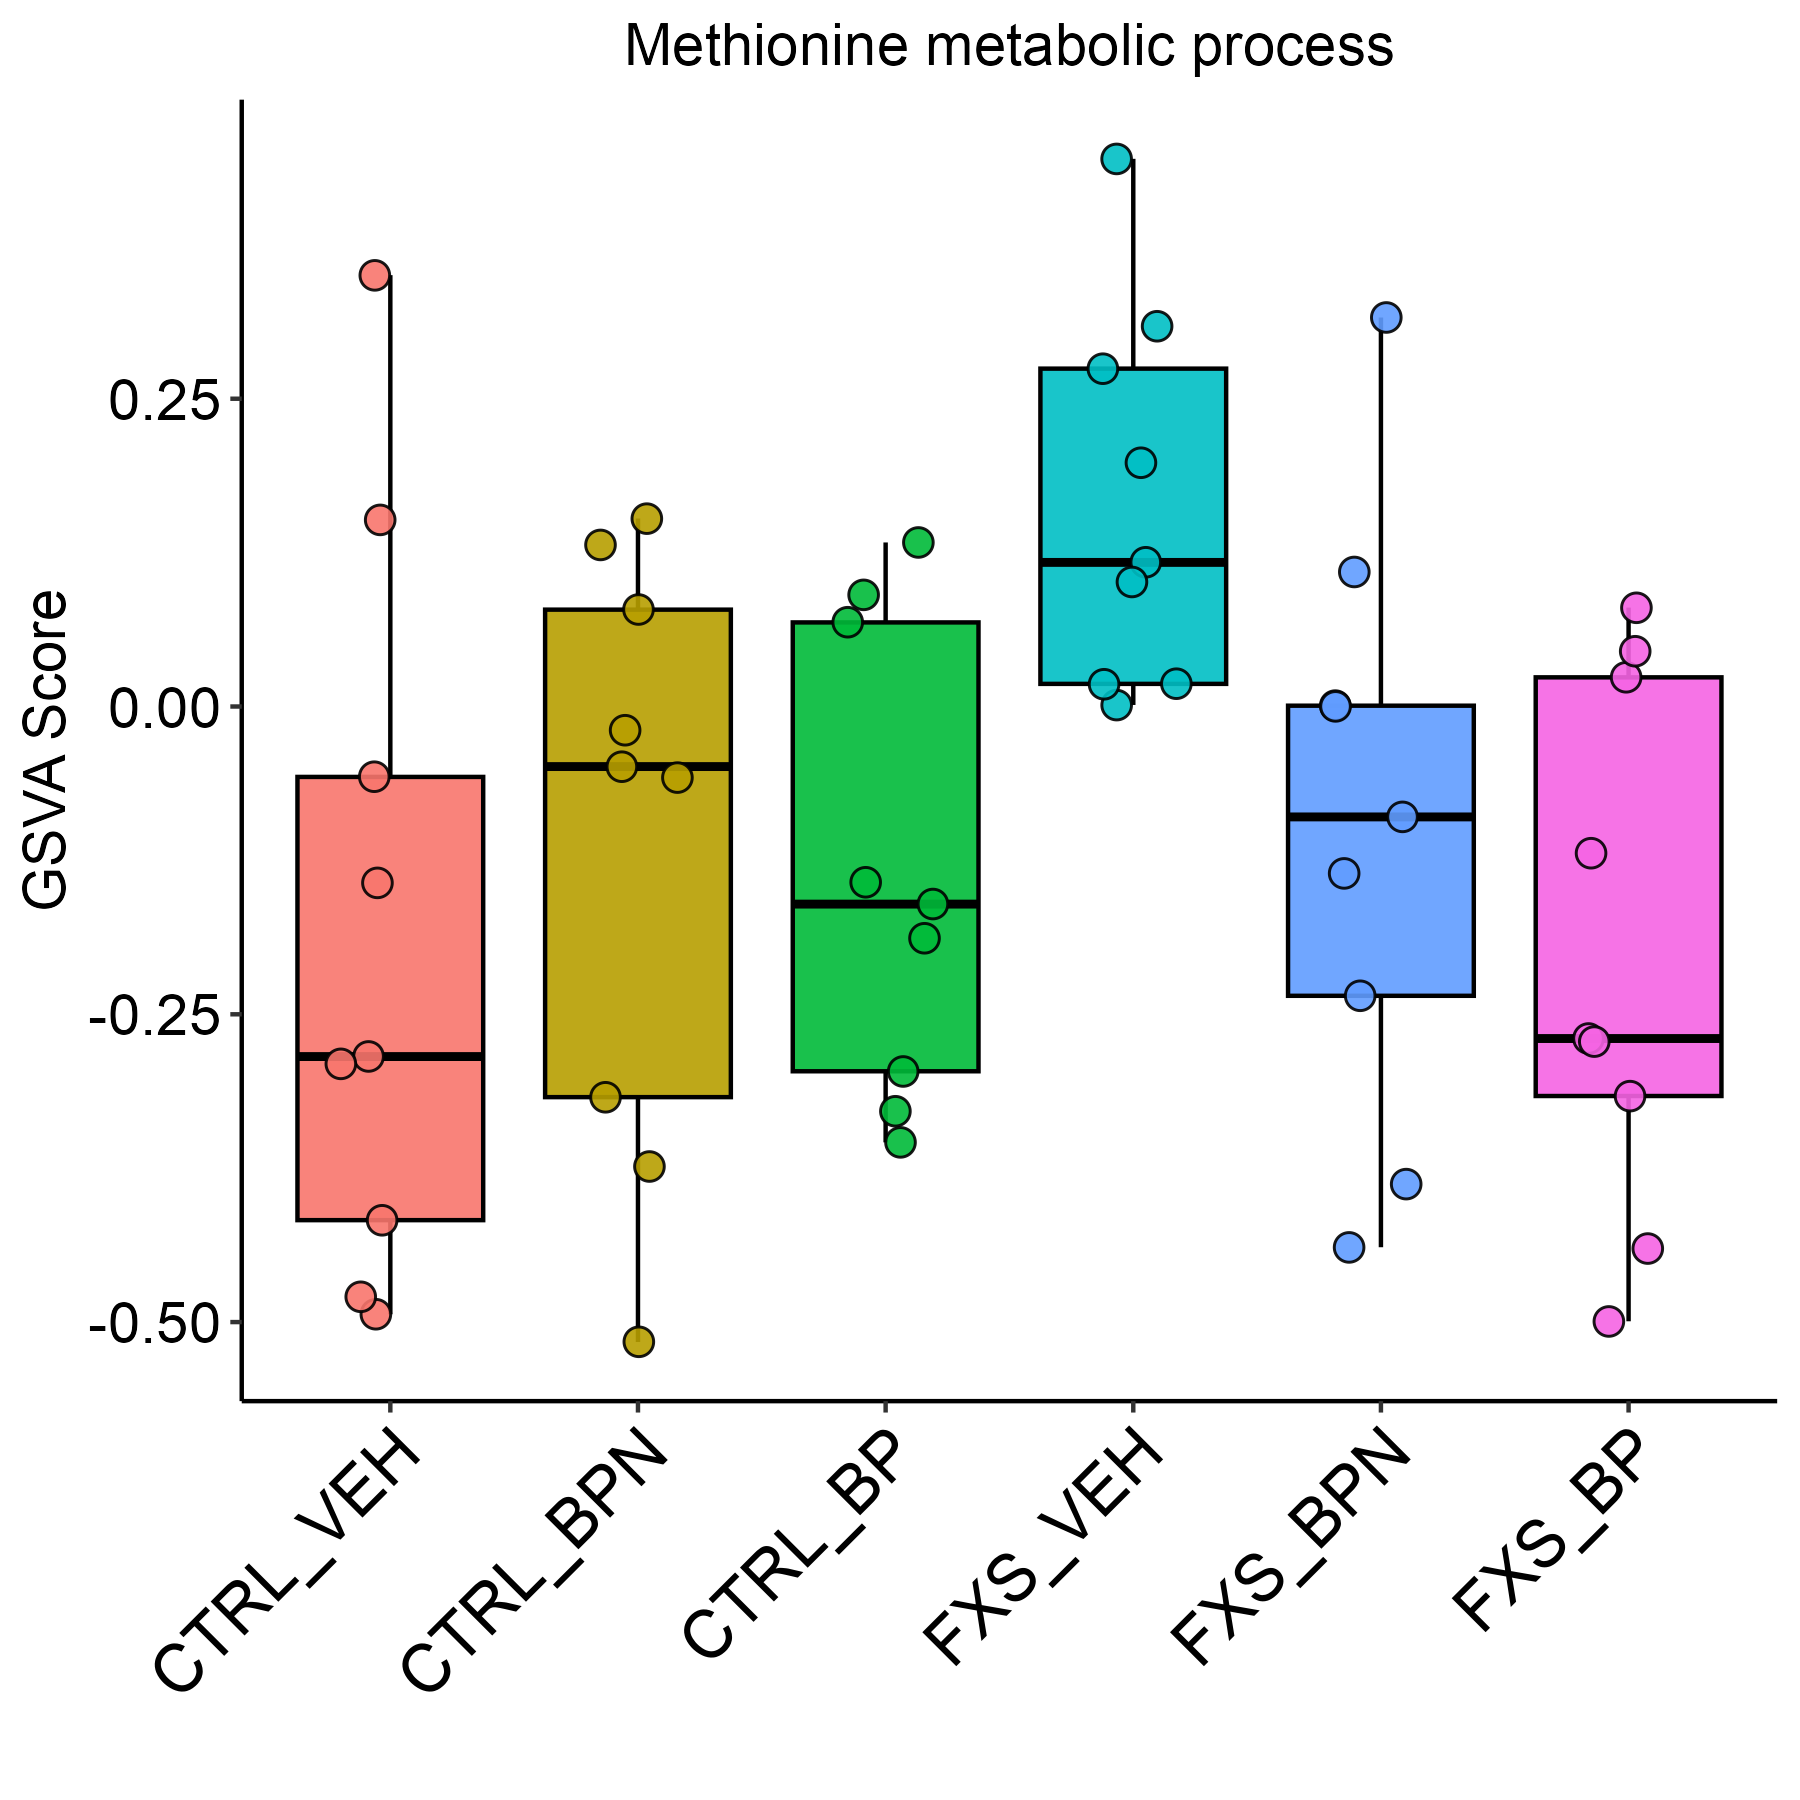 Methionine metabolic process
GSVA Score
0.25
0.00
-0.25
-0.50
CTRL_VEH
CTRL_BPN
CTRL_BP
FXS_VEH
FXS_BPN
FXS_BP